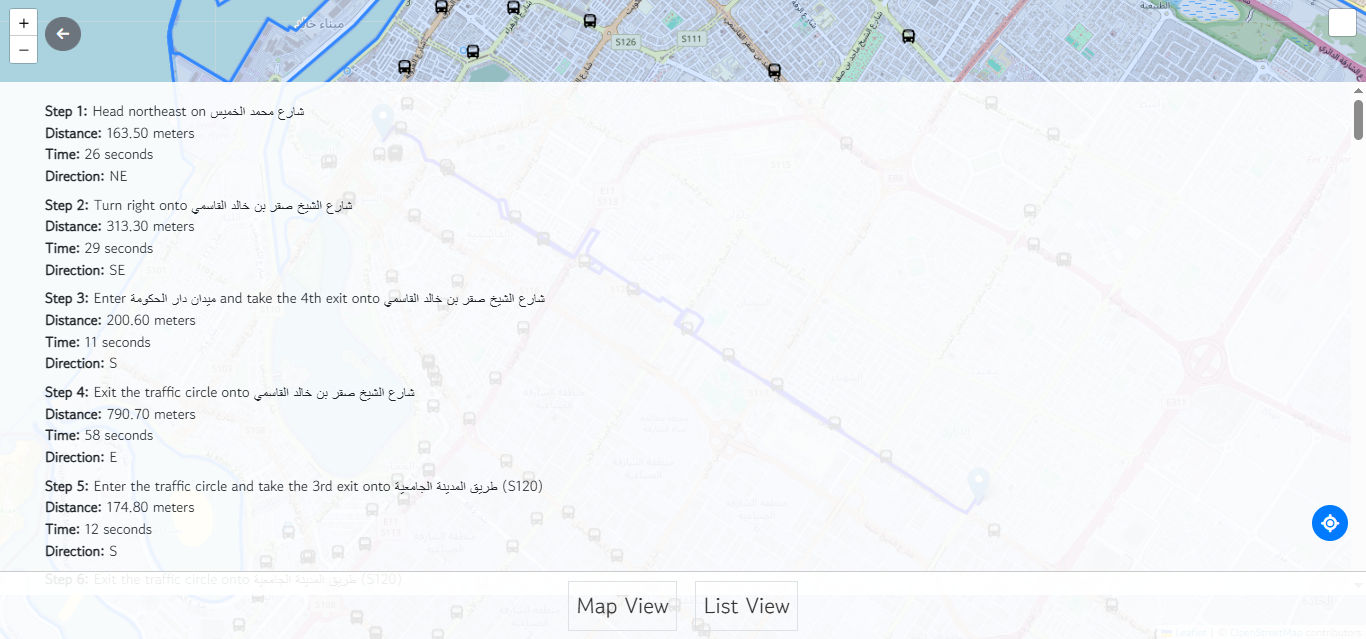 +
−
ميناء خالد
S126
S111
الطبيعية
Step 1: Head northeast on شارع محمد الخميس
Distance: 163.50 meters
Time: 26 seconds
Direction: NE
Step 2: Turn right onto شارع الشيخ صقر بن خالد القاسمي
Distance: 313.30 meters
Time: 29 seconds
Direction: SE
Step 3: Enter ميدان دار الحكومة and take the 4th exit onto شارع الشيخ صقر بن خالد القاسمي
Distance: 200.60 meters
Time: 11 seconds
Direction: S
Step 4: Exit the traffic circle onto شارع الشيخ صقر بن خالد القاسمي
Distance: 790.70 meters
Time: 58 seconds
Direction: E
Step 5: Enter the traffic circle and take the 3rd exit onto طريق المدينة الجامعية (S120)
Distance: 174.80 meters
Time: 12 seconds
Direction: S
Step 6: Exit the traffic circle onto طريق المدينة الجامعية (S120)
Map View
List View
Leaflet | © OpenStreetMap contributors